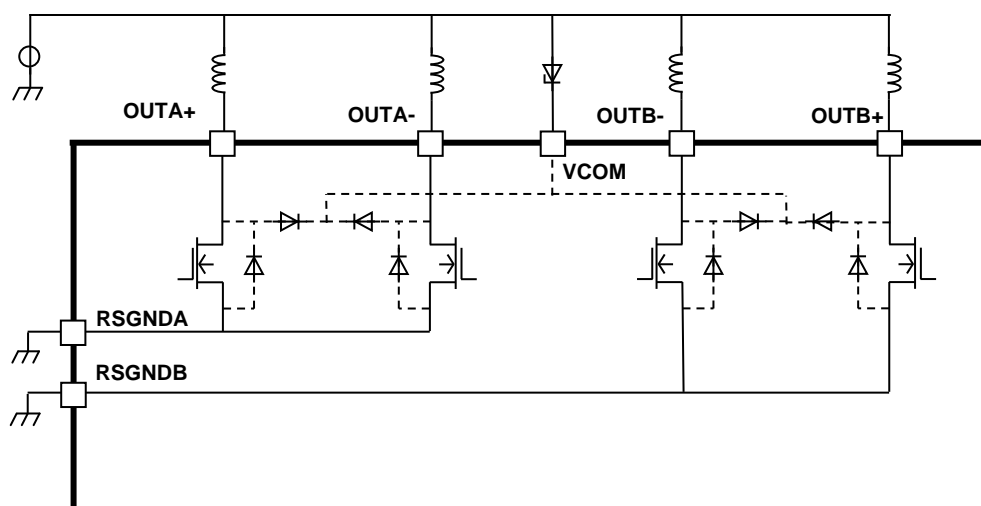 OUTA+
OUTA-
OUTB-
OUTB+
VCOM
RSGNDA
RSGNDB